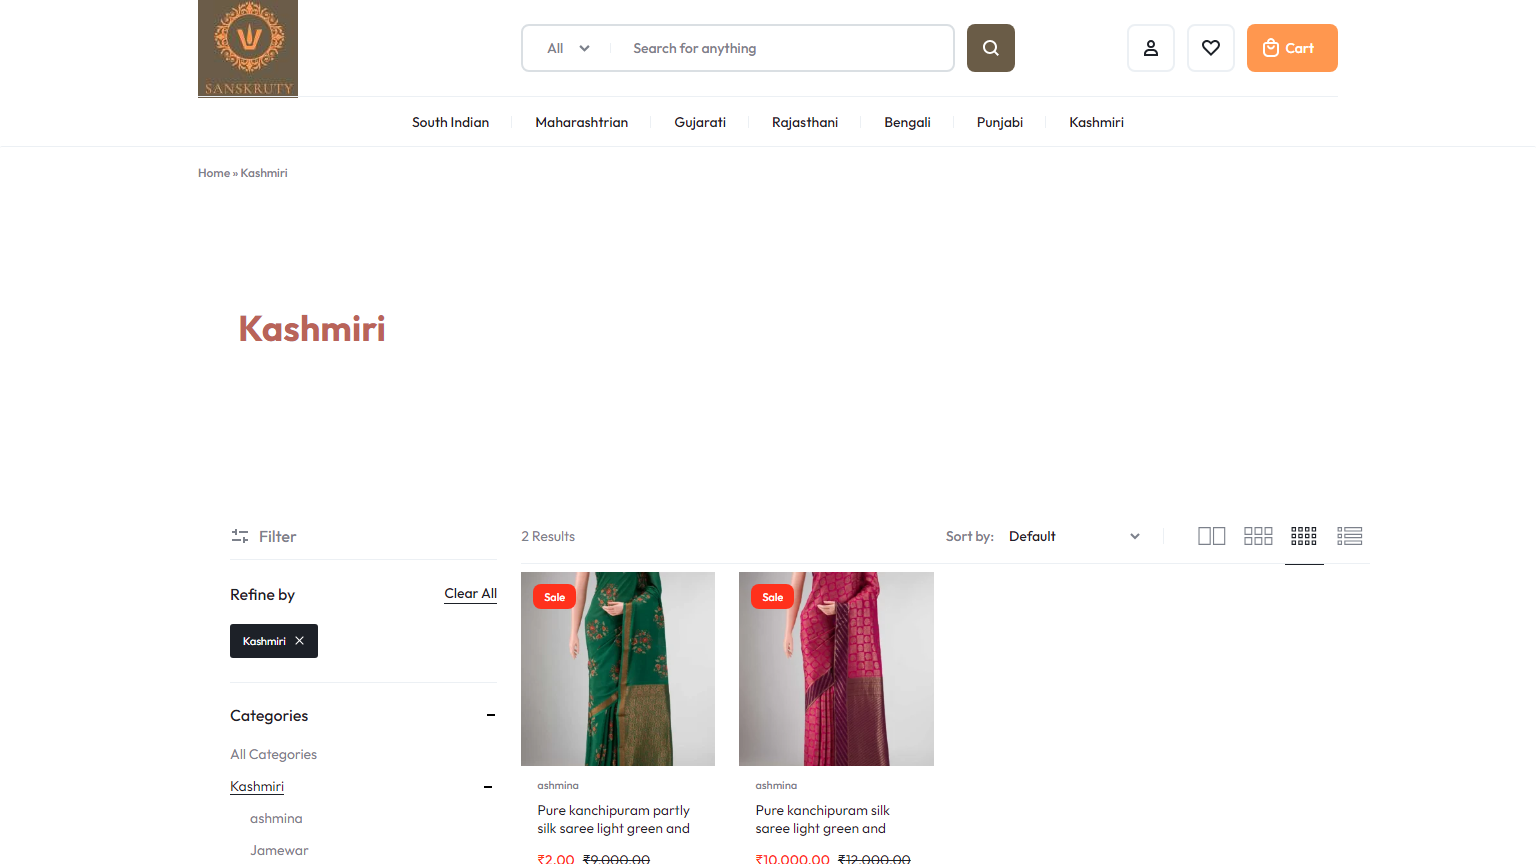 SANSKRUTY
All
Search for anything
Cart
South Indian
Maharashtrian
Gujarati
Rajasthani
Bengali
Punjabi
Kashmiri
Home » Kashmiri
Kashmiri
Filter
2 Results
Sort by:
Default
Refine by
Clear All
Kashmiri
Categories
All Categories
Kashmiri
ashmina
Jamewar
Sale
ashmina
Pure kanchipuram partly
silk saree light green and
₹2.00 ₹9,000.00
Sale
ashmina
Pure kanchipuram silk
saree light green and
₹10,000.00 ₹12,000.00